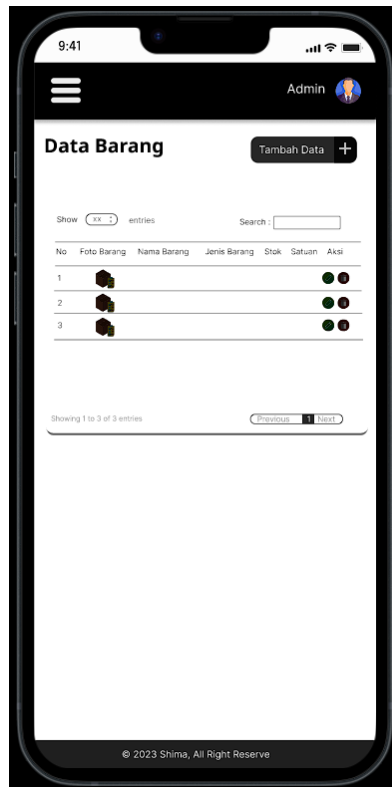 9:41
Admin
Data Barang
Tambah Data +
Show xx entries
Search :
No Foto Barang Nama Barang Jenis Barang Stok Satuan Aksi
1
2
3
Showing 1 to 3 of 3 entries
Previous 1 Next
© 2023 Shima, All Right Reserve